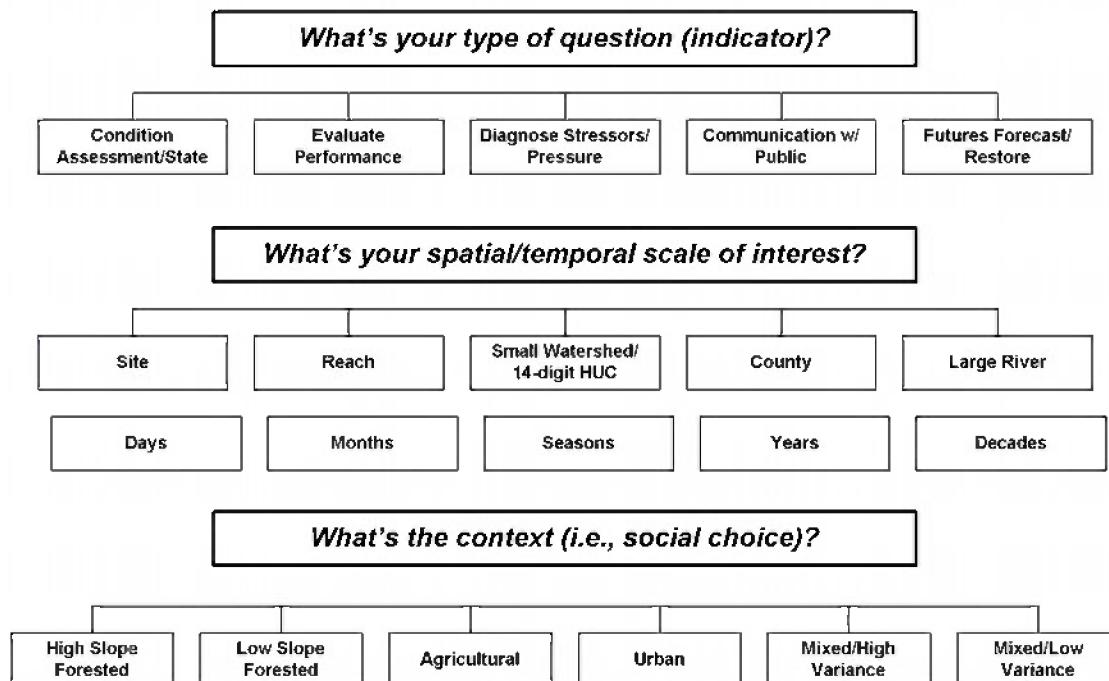 What's your type of question (indicator)?
Condition
Assessment/State
Evaluate
Performance
Diagnose Stressors/
Pressure
Communication w/
Public
Futures Forecast/
Restore
What's your spatial/temporal scale of interest?
Site
Reach
Small Watershed/
14-digit HUC
County
Large River
Days
Months
Seasons
Years
Decades
What's the context (i.e., social choice)?
High Slope
Forested
Low Slope
Forested
Agricultural
Urban
Mixed/High
Variance
Mixed/Low
Variance